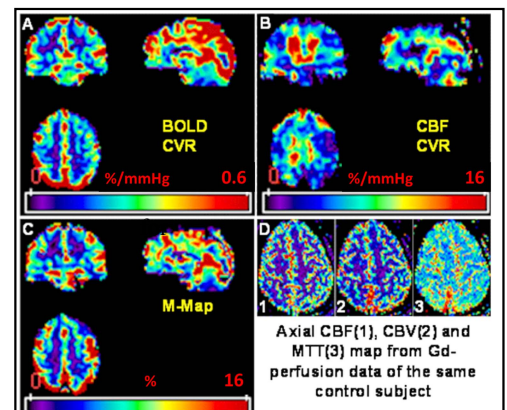 A
BOLD
CVR
0 %/mmHg 0.6
B
CBF
CVR
0 %/mmHg 16
C
M-Map
0 % 16
D
1 2 3
Axial CBF(1), CBV(2) and
MTT(3) map from Gd-
perfusion data of the same
control subject